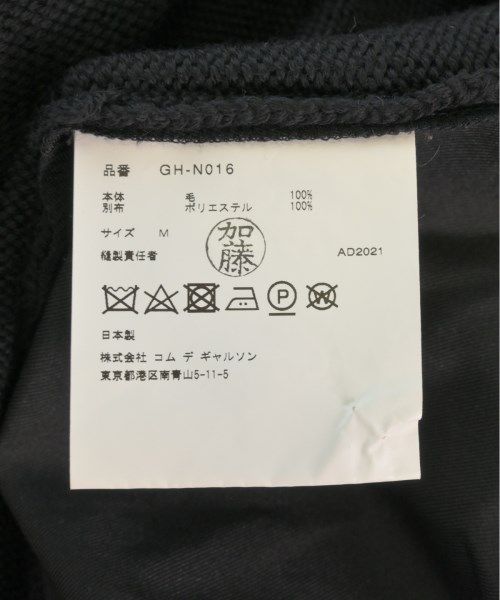 品番 GH-N016
本体 毛 100%
別布 ポリエステル 100%
サイズ M
加藤
縫製責任者 AD2021
P W
日本製
株式会社 コム デ ギャルソン
東京都港区南青山5-11-5